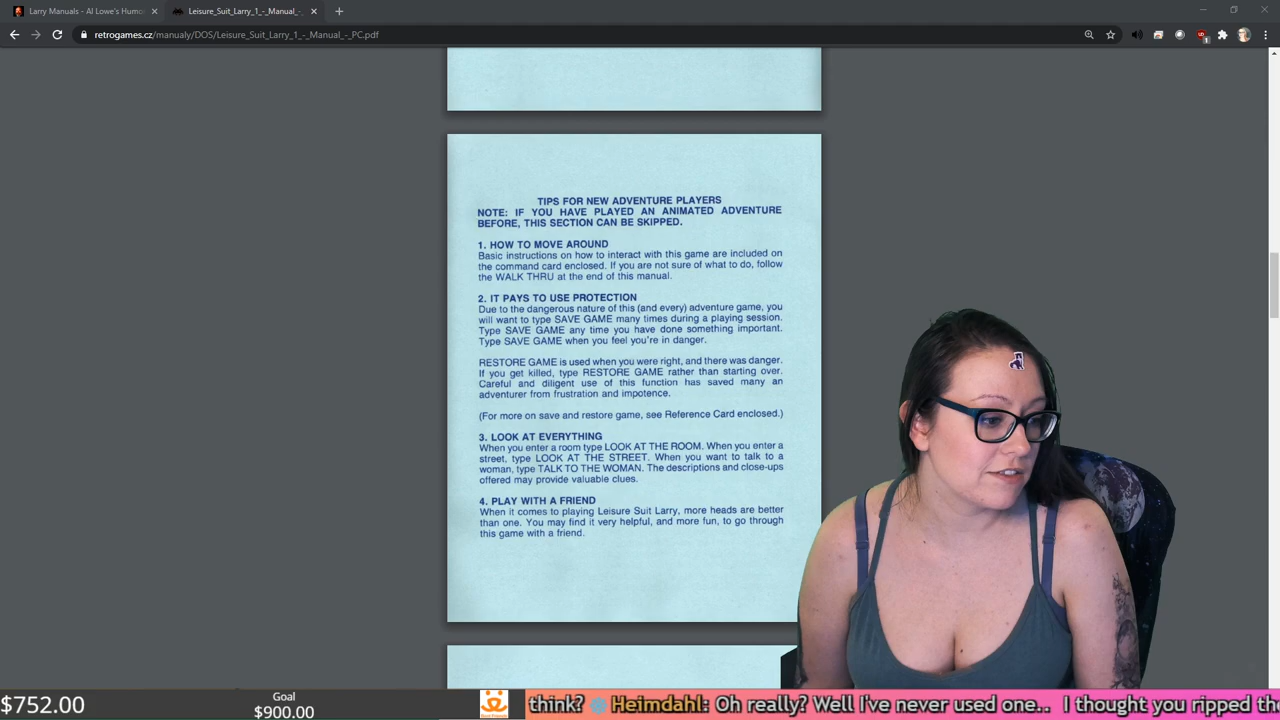 Larry Manuals - Al Lowe's Humo
Leisure_Suit_Larry_1_-_Manual_-_
retrogames.cz/manualy/DOS/Leisure_Suit_Larry_1_-_Manual_-_PC.pdf
TIPS FOR NEW ADVENTURE PLAYERS
NOTE: IF YOU HAVE PLAYED AN ANIMATED ADVENTURE
BEFORE, THIS SECTION CAN BE SKIPPED.
1. HOW TO MOVE AROUND
Basic instructions on how to interact with this game are included on
the command card enclosed. If you are not sure of what to do, follow
the WALK THRU at the end of this manual.
2. IT PAYS TO USE PROTECTION
Due to the dangerous nature of this (and every) adventure game, you
will want to type SAVE GAME many times during a playing session.
Type SAVE GAME any time you have done something important.
Type SAVE GAME when you feel you're in danger.
RESTORE GAME is used when you were right, and there was danger.
If you get killed, type RESTORE GAME rather than starting over.
Careful and diligent use of this function has saved many an
adventurer from frustration and impotence.
(For more on save and restore game, see Reference Card enclosed.)
3. LOOK AT EVERYTHING
When you enter a room type LOOK AT THE ROOM. When you enter a
street, type LOOK AT THE STREET. When you want to talk to a
woman, type TALK TO THE WOMAN. The descriptions and close-ups
offered may provide valuable clues.
4. PLAY WITH A FRIEND
When it comes to playing Leisure Suit Larry, more heads are better
than one. You may find it very helpful, and more fun, to go through
this game with a friend.
$752.00
Goal
$900.00
think? Heimdahl: Oh really? Well I've never used one.. I thought you ripped the